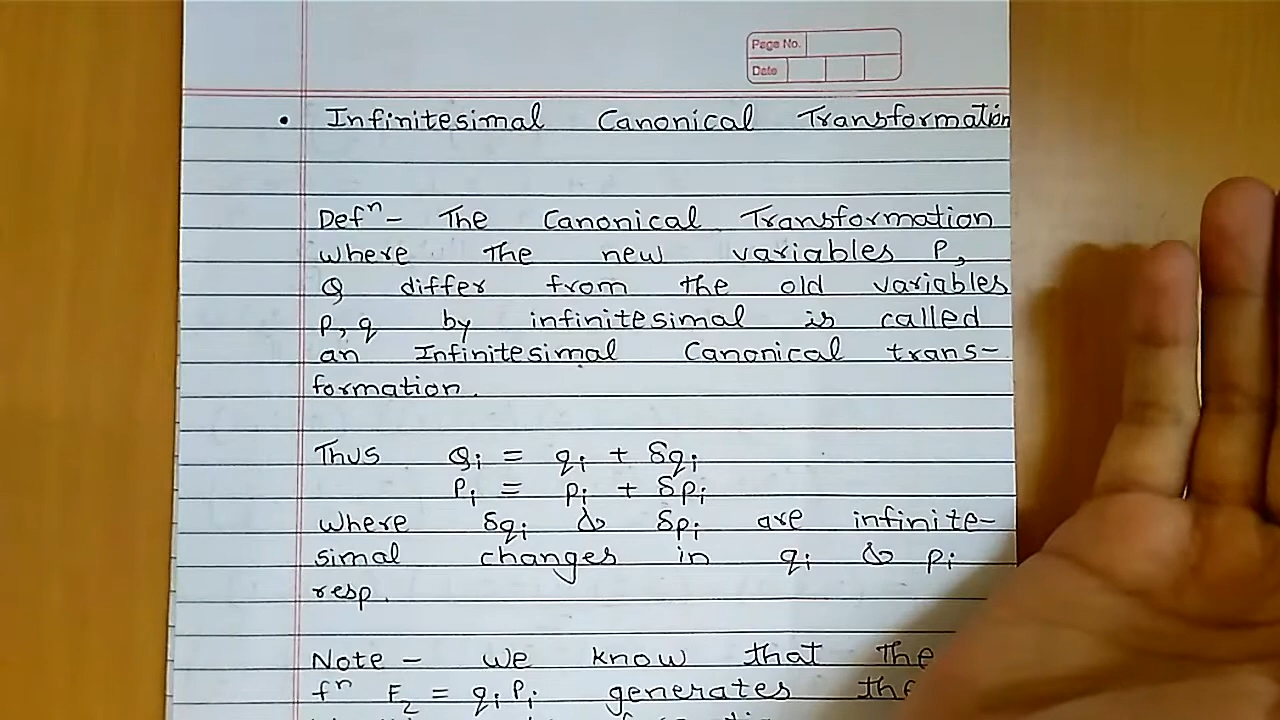 Page No.
Date
• Infinitesimal Canonical Transformation
Defⁿ - The Canonical Transformation
where the new variables P,
Q differ from the old variables
p, q by infinitesimal is called
an Infinitesimal Canonical trans-
formation.
Thus Qᵢ = qᵢ + δqᵢ
Pᵢ = pᵢ + δpᵢ
where δqᵢ & δpᵢ are infinite-
simal changes in qᵢ & pᵢ
resp.
Note - We know that the
fⁿ F₂ = qᵢ Pᵢ generates the